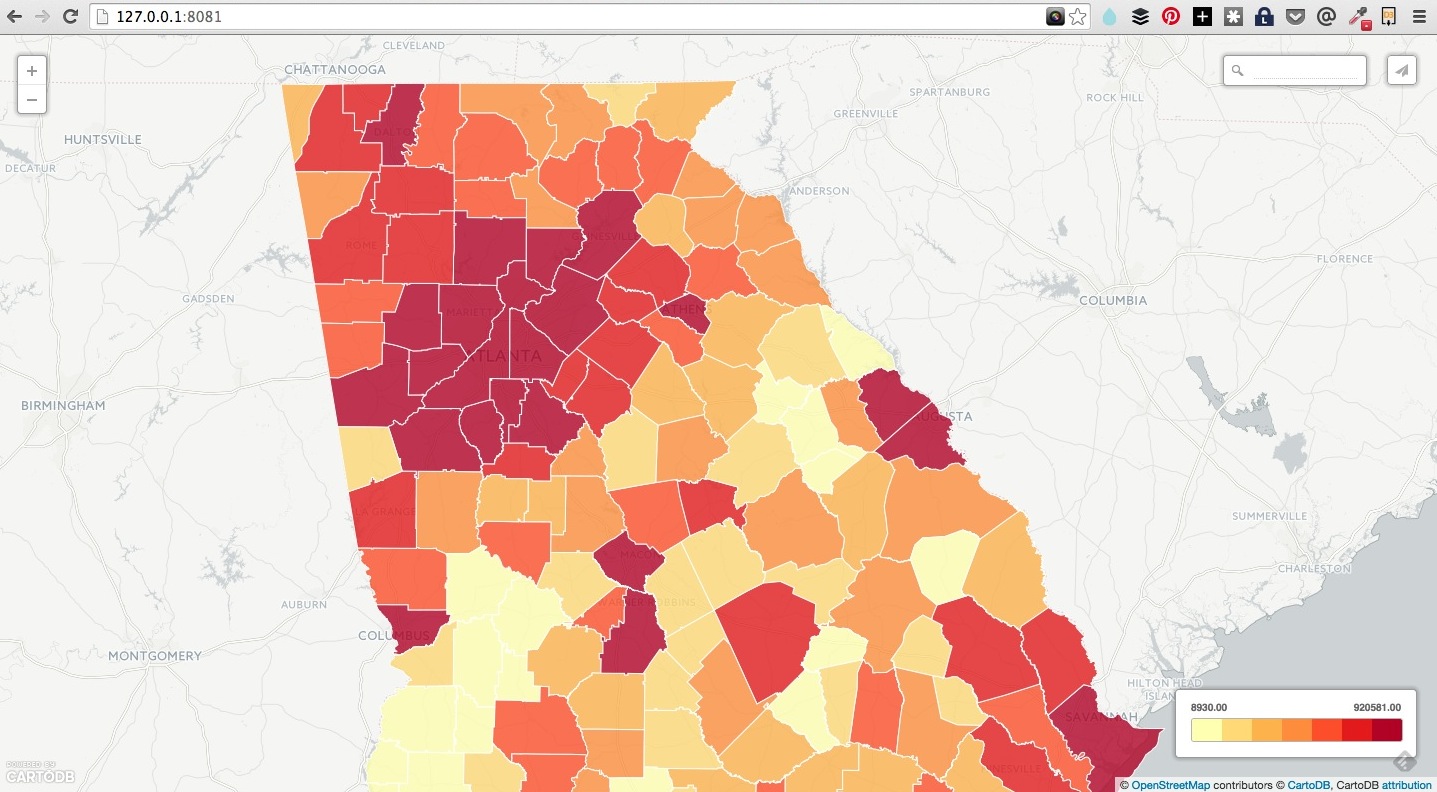 127.0.0.1:8081
CLEVELAND
CHATTANOOGA
SPARTANBURG
ROCK HILL
GREENVILLE
HUNTSVILLE
DALTON
DECATUR
ANDERSON
ROME
GAINESVILLE
FLORENCE
GADSDEN
COLUMBIA
ATHENS
MARIETTA
ATLANTA
BIRMINGHAM
AUGUSTA
LA GRANGE
SUMMERVILLE
MACON
CHARLESTON
AUBURN
WARNER ROBBINS
COLUMBUS
MONTGOMERY
HILTON HEAD
ISLAND
SAVANNAH
8930.00
920581.00
POWERED BY
CARTODB
© OpenStreetMap contributors © CartoDB, CartoDB attribution